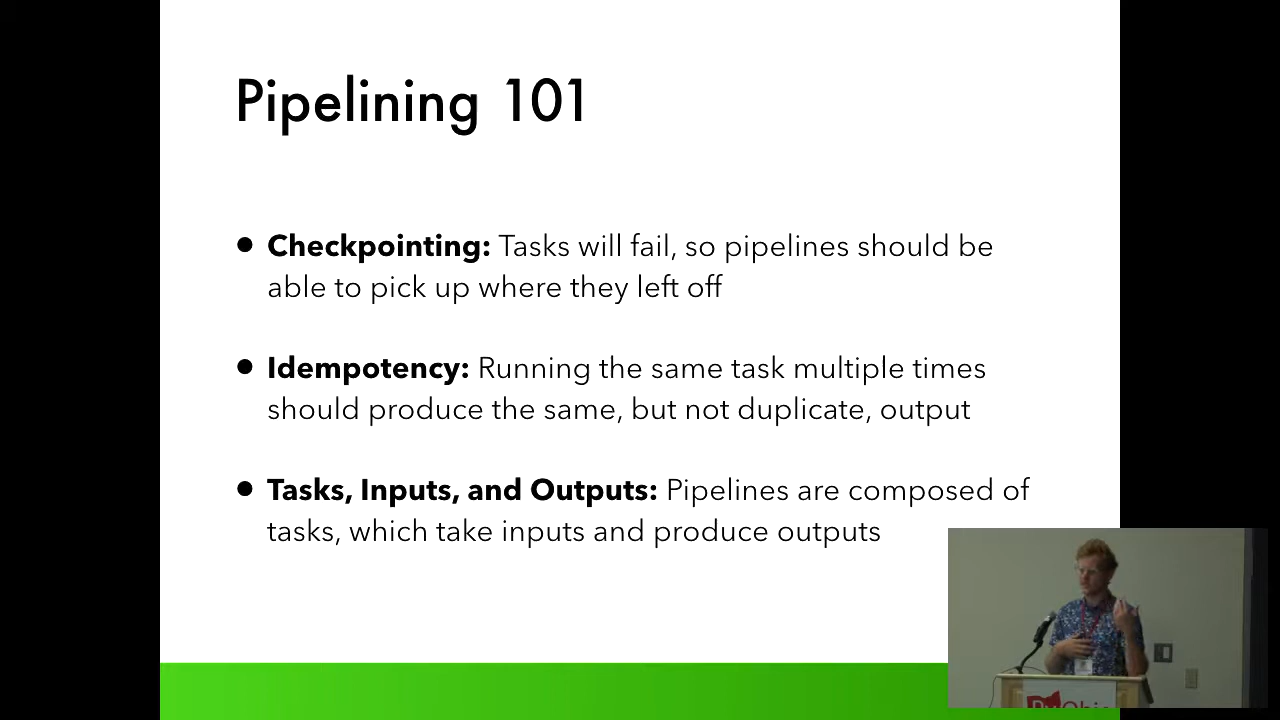 Pipelining 101
• Checkpointing: Tasks will fail, so pipelines should be
able to pick up where they left off
• Idempotency: Running the same task multiple times
should produce the same, but not duplicate, output
• Tasks, Inputs, and Outputs: Pipelines are composed of
tasks, which take inputs and produce outputs
PyOhio